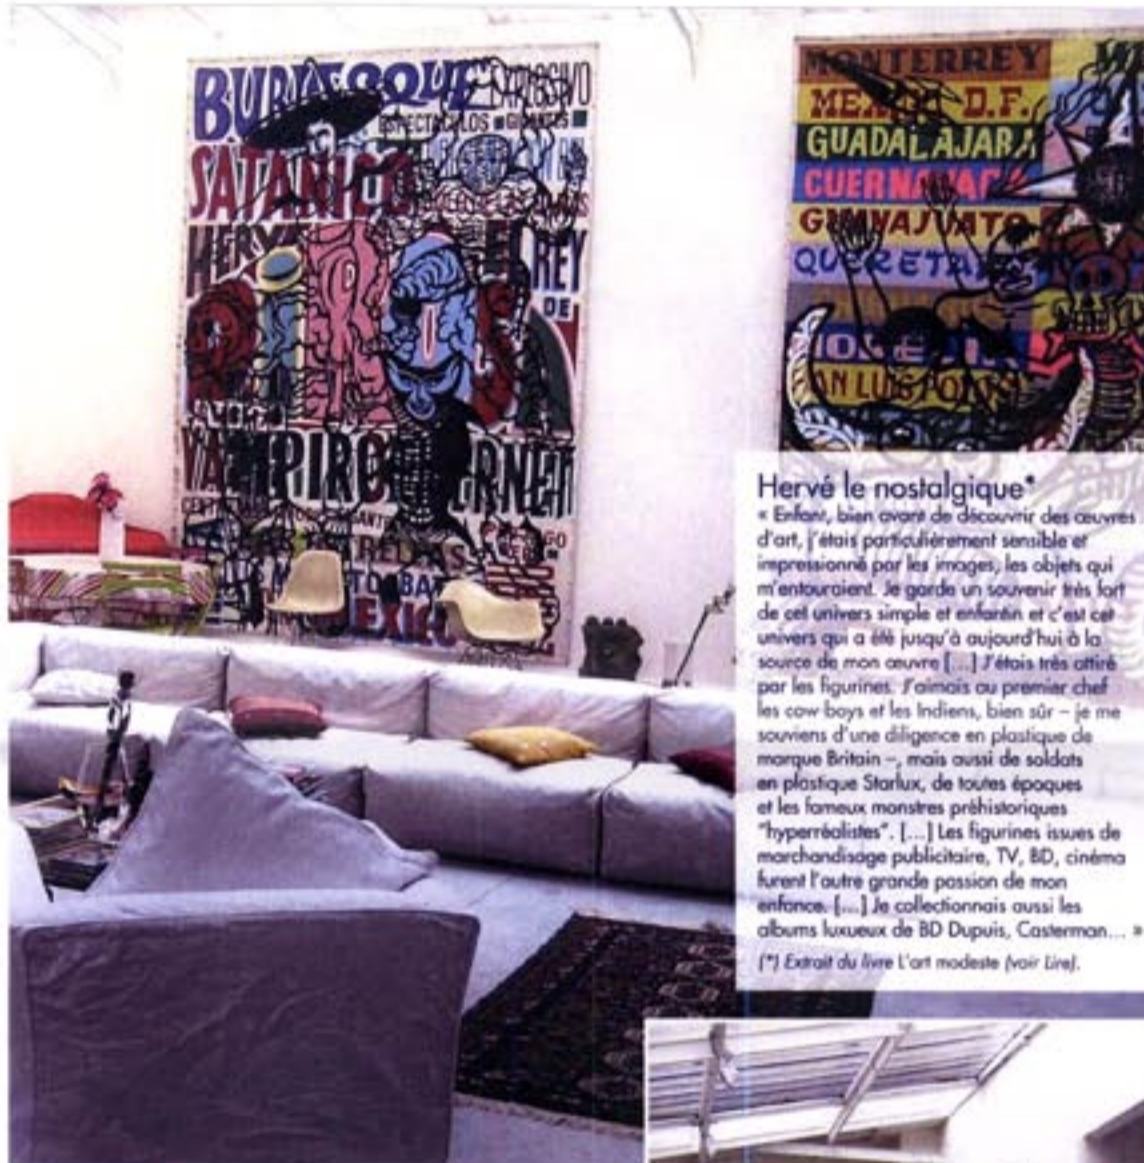 BURLESQUE EXPLOSIVO
ESPECTACULOS GIGANTES
SATANICO
HERVE EL REY
DE
VAMPIRO
MONTERREY
MEXICO D.F.
GUADALAJARA
CUERNAVACA
GUAVAJUATO
QUERETARO
Hervé le nostalgique*
« Enfant, bien avant de découvrir des œuvres
d'art, j'étais particulièrement sensible et
impressionné par les images, les objets qui
m'entouraient. Je garde un souvenir très fort
de cet univers simple et enfantin et c'est cet
univers qui a été jusqu'à aujourd'hui à la
source de mon œuvre [...] J'étais très attiré
par les figurines. J'aimais au premier chef
les cow-boys et les Indiens, bien sûr – je me
souviens d'une diligence en plastique de
marque Britain –, mais aussi de soldats
en plastique Starlux, de toutes époques
et les fameux monstres préhistoriques
"hyperréalistes". [...] Les figurines issues de
marchandisage publicitaire, TV, BD, cinéma
furent l'autre grande passion de mon
enfance. [...] Je collectionnais aussi les
albums luxueux de BD Dupuis, Casterman... »
(*) Extrait du livre L'art modeste (voir Lire).